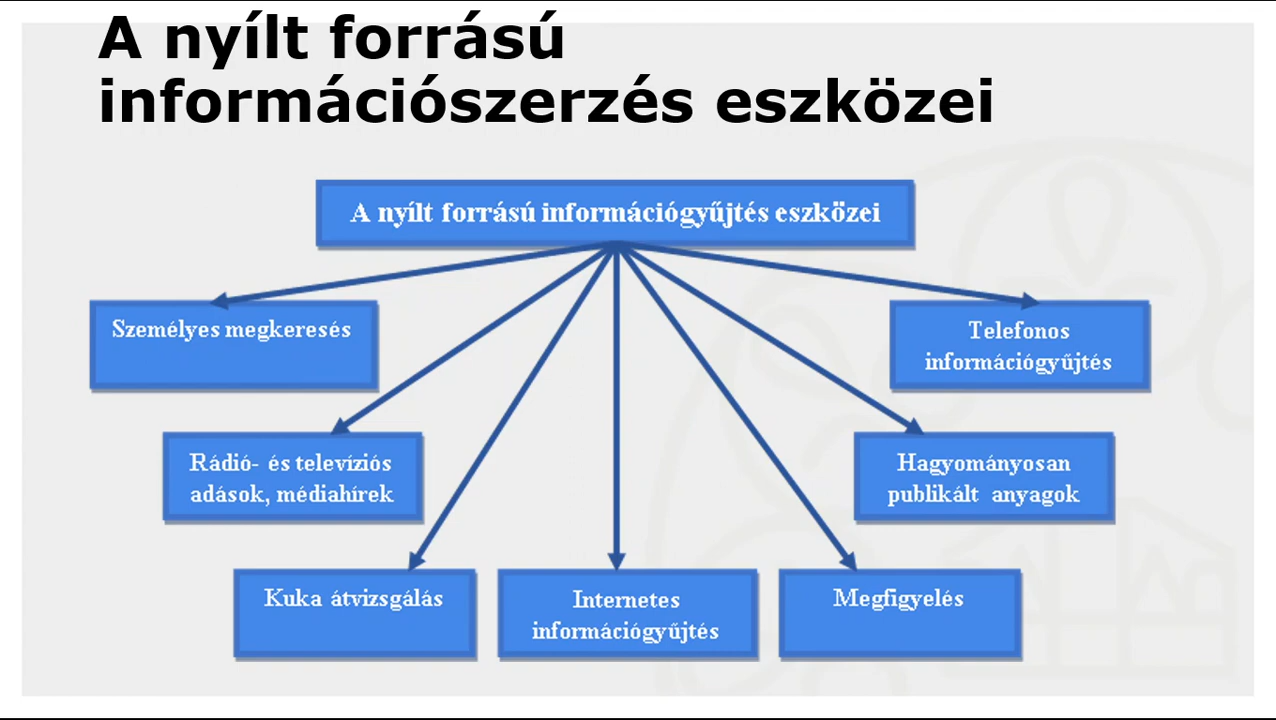 A nyílt forrású
információszerzés eszközei
A nyílt forrású információgyűjtés eszközei
Személyes megkeresés
Telefonos
információgyűjtés
Rádió- és televíziós
adások, médiahírek
Hagyományosan
publikált anyagok
Kuka átvizsgálás
Internetes
információgyűjtés
Megfigyelés